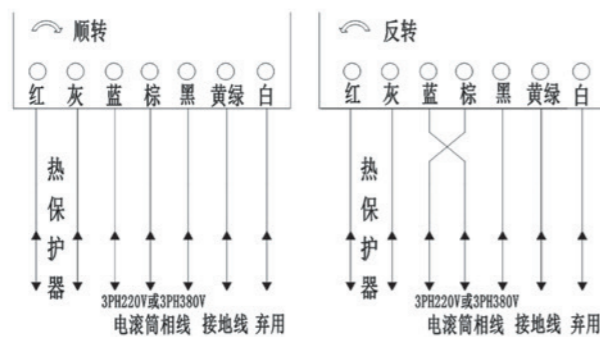 顺转
红 灰 蓝 棕 黑 黄绿 白
热保护器
3PH220V或3PH380V
电滚筒相线 接地线 弃用
反转
红 灰 蓝 棕 黑 黄绿 白
热保护器
3PH220V或3PH380V
电滚筒相线 接地线 弃用